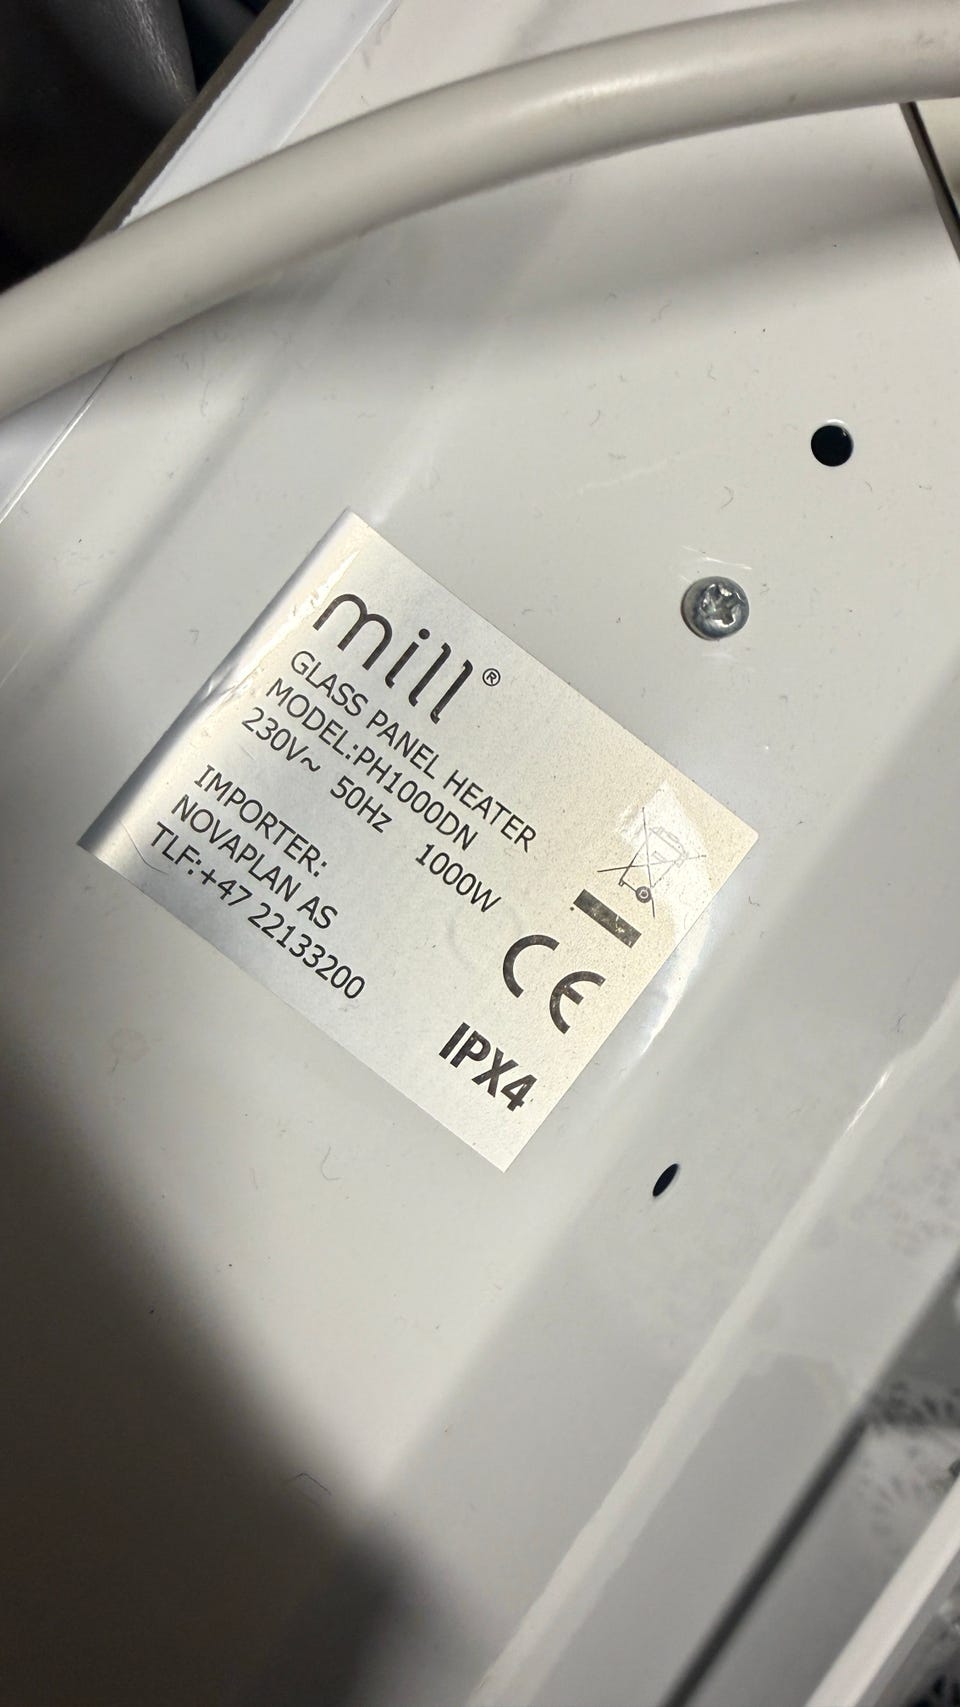 mill®
GLASS PANEL HEATER
MODEL:PH1000DN
230V~ 50Hz 1000W
IMPORTER:
NOVAPLAN AS
TLF:+47 22133200
CE
IPX4